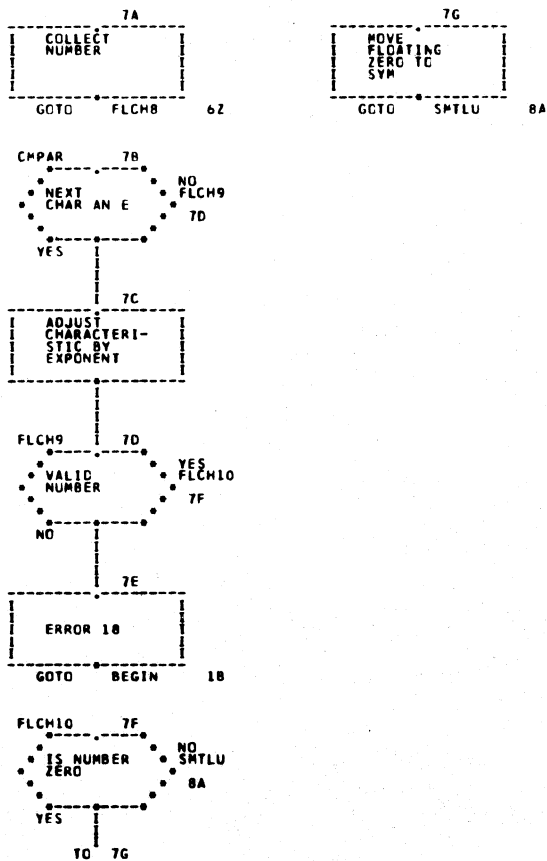 7A
COLLECT
NUMBER
GOTO FLCH8 6Z
CMPAR 7B
NEXT
CHAR AN E
NO
FLCH9
7D
YES
7C
ADJUST
CHARACTERI-
STIC BY
EXPONENT
FLCH9 7D
VALID
NUMBER
YES
FLCH10
7F
NO
7E
ERROR 18
GOTO BEGIN 1B
FLCH10 7F
IS NUMBER
ZERO
NO
SMTLU
8A
YES
TO 7G
7G
MOVE
FLOATING
ZERO TO
SYM
GOTO SMTLU 8A